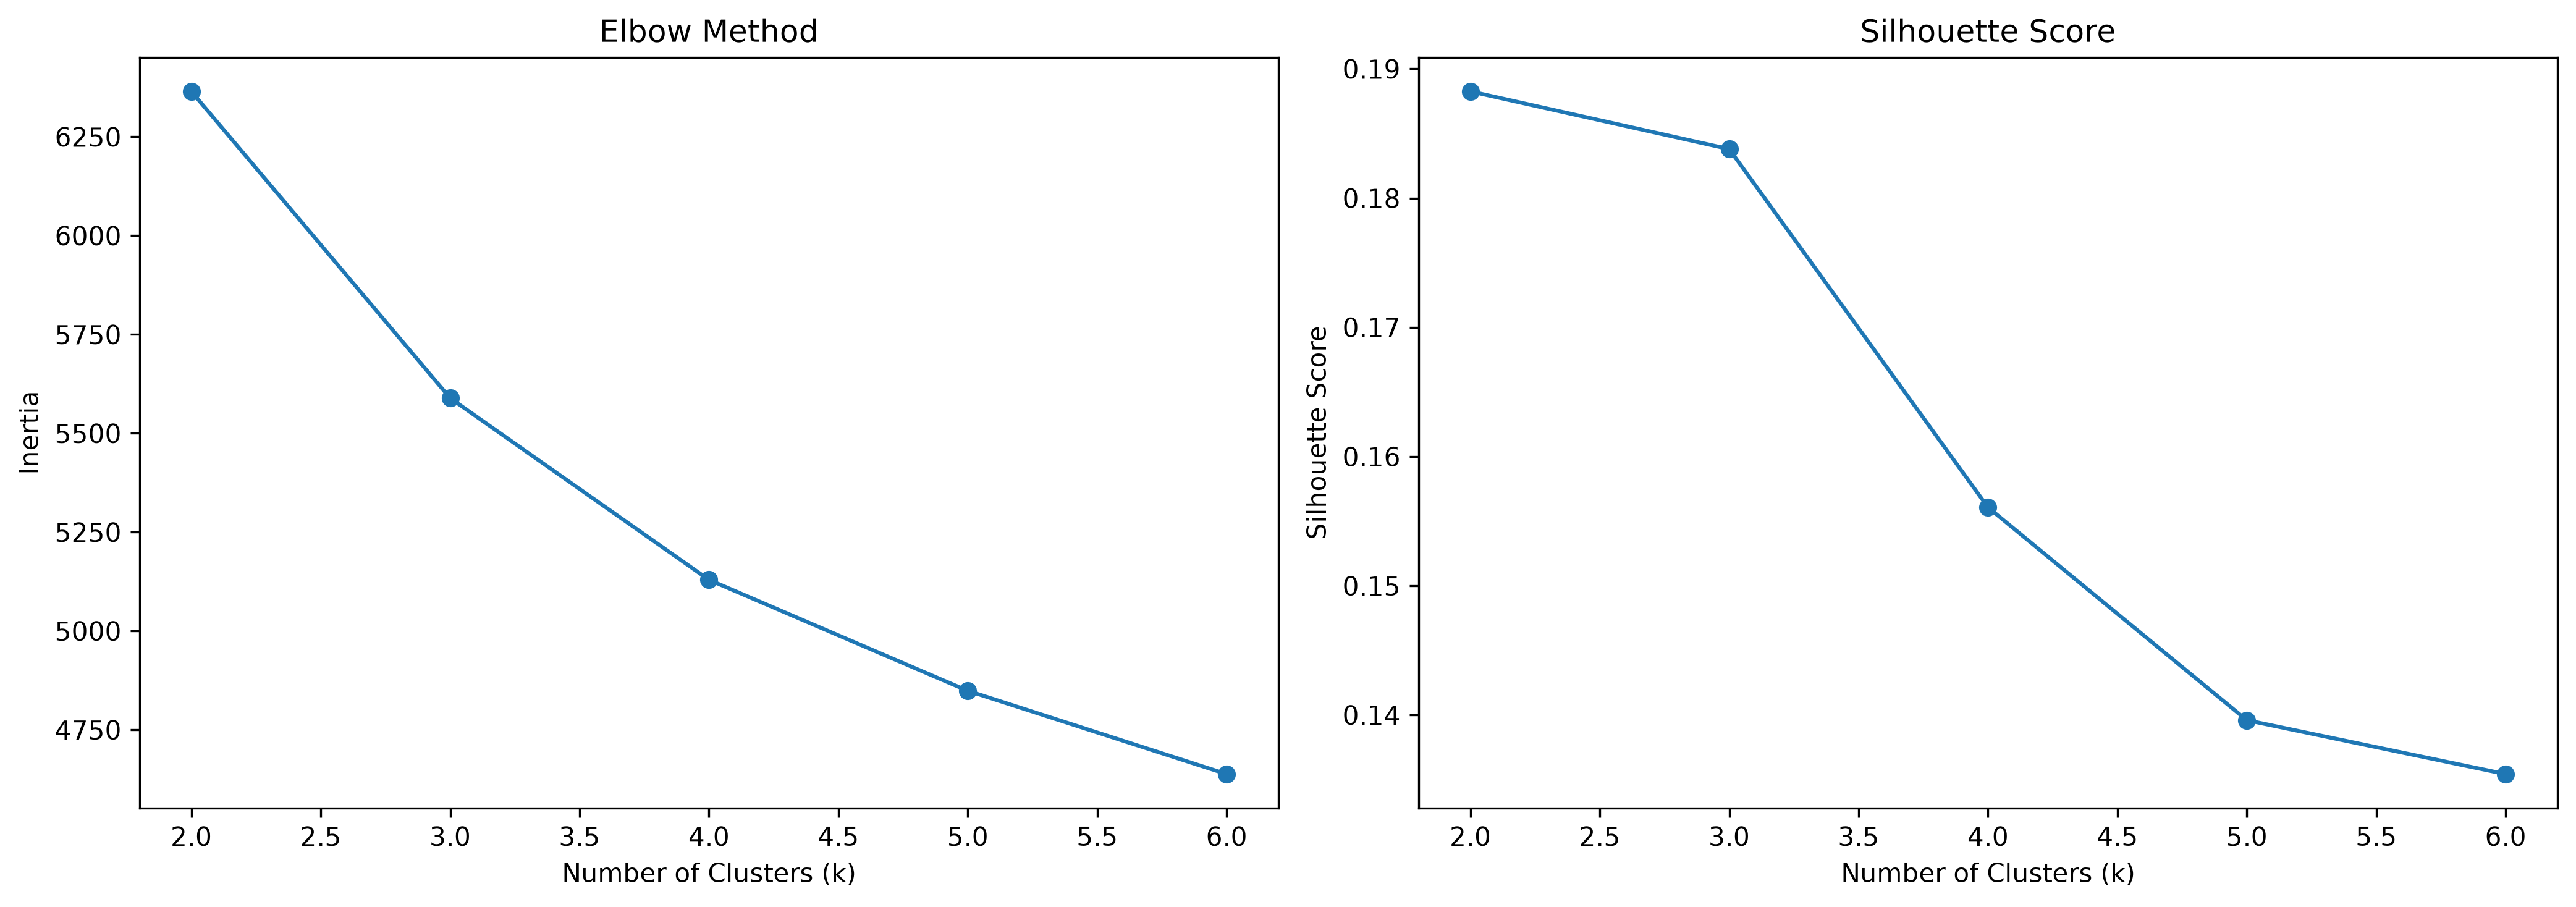 Elbow Method
6250
6000
5750
5500
5250
5000
4750
Inertia
2.0 2.5 3.0 3.5 4.0 4.5 5.0 5.5 6.0
Number of Clusters (k)
Silhouette Score
0.19
0.18
0.17
0.16
0.15
0.14
Silhouette Score
2.0 2.5 3.0 3.5 4.0 4.5 5.0 5.5 6.0
Number of Clusters (k)